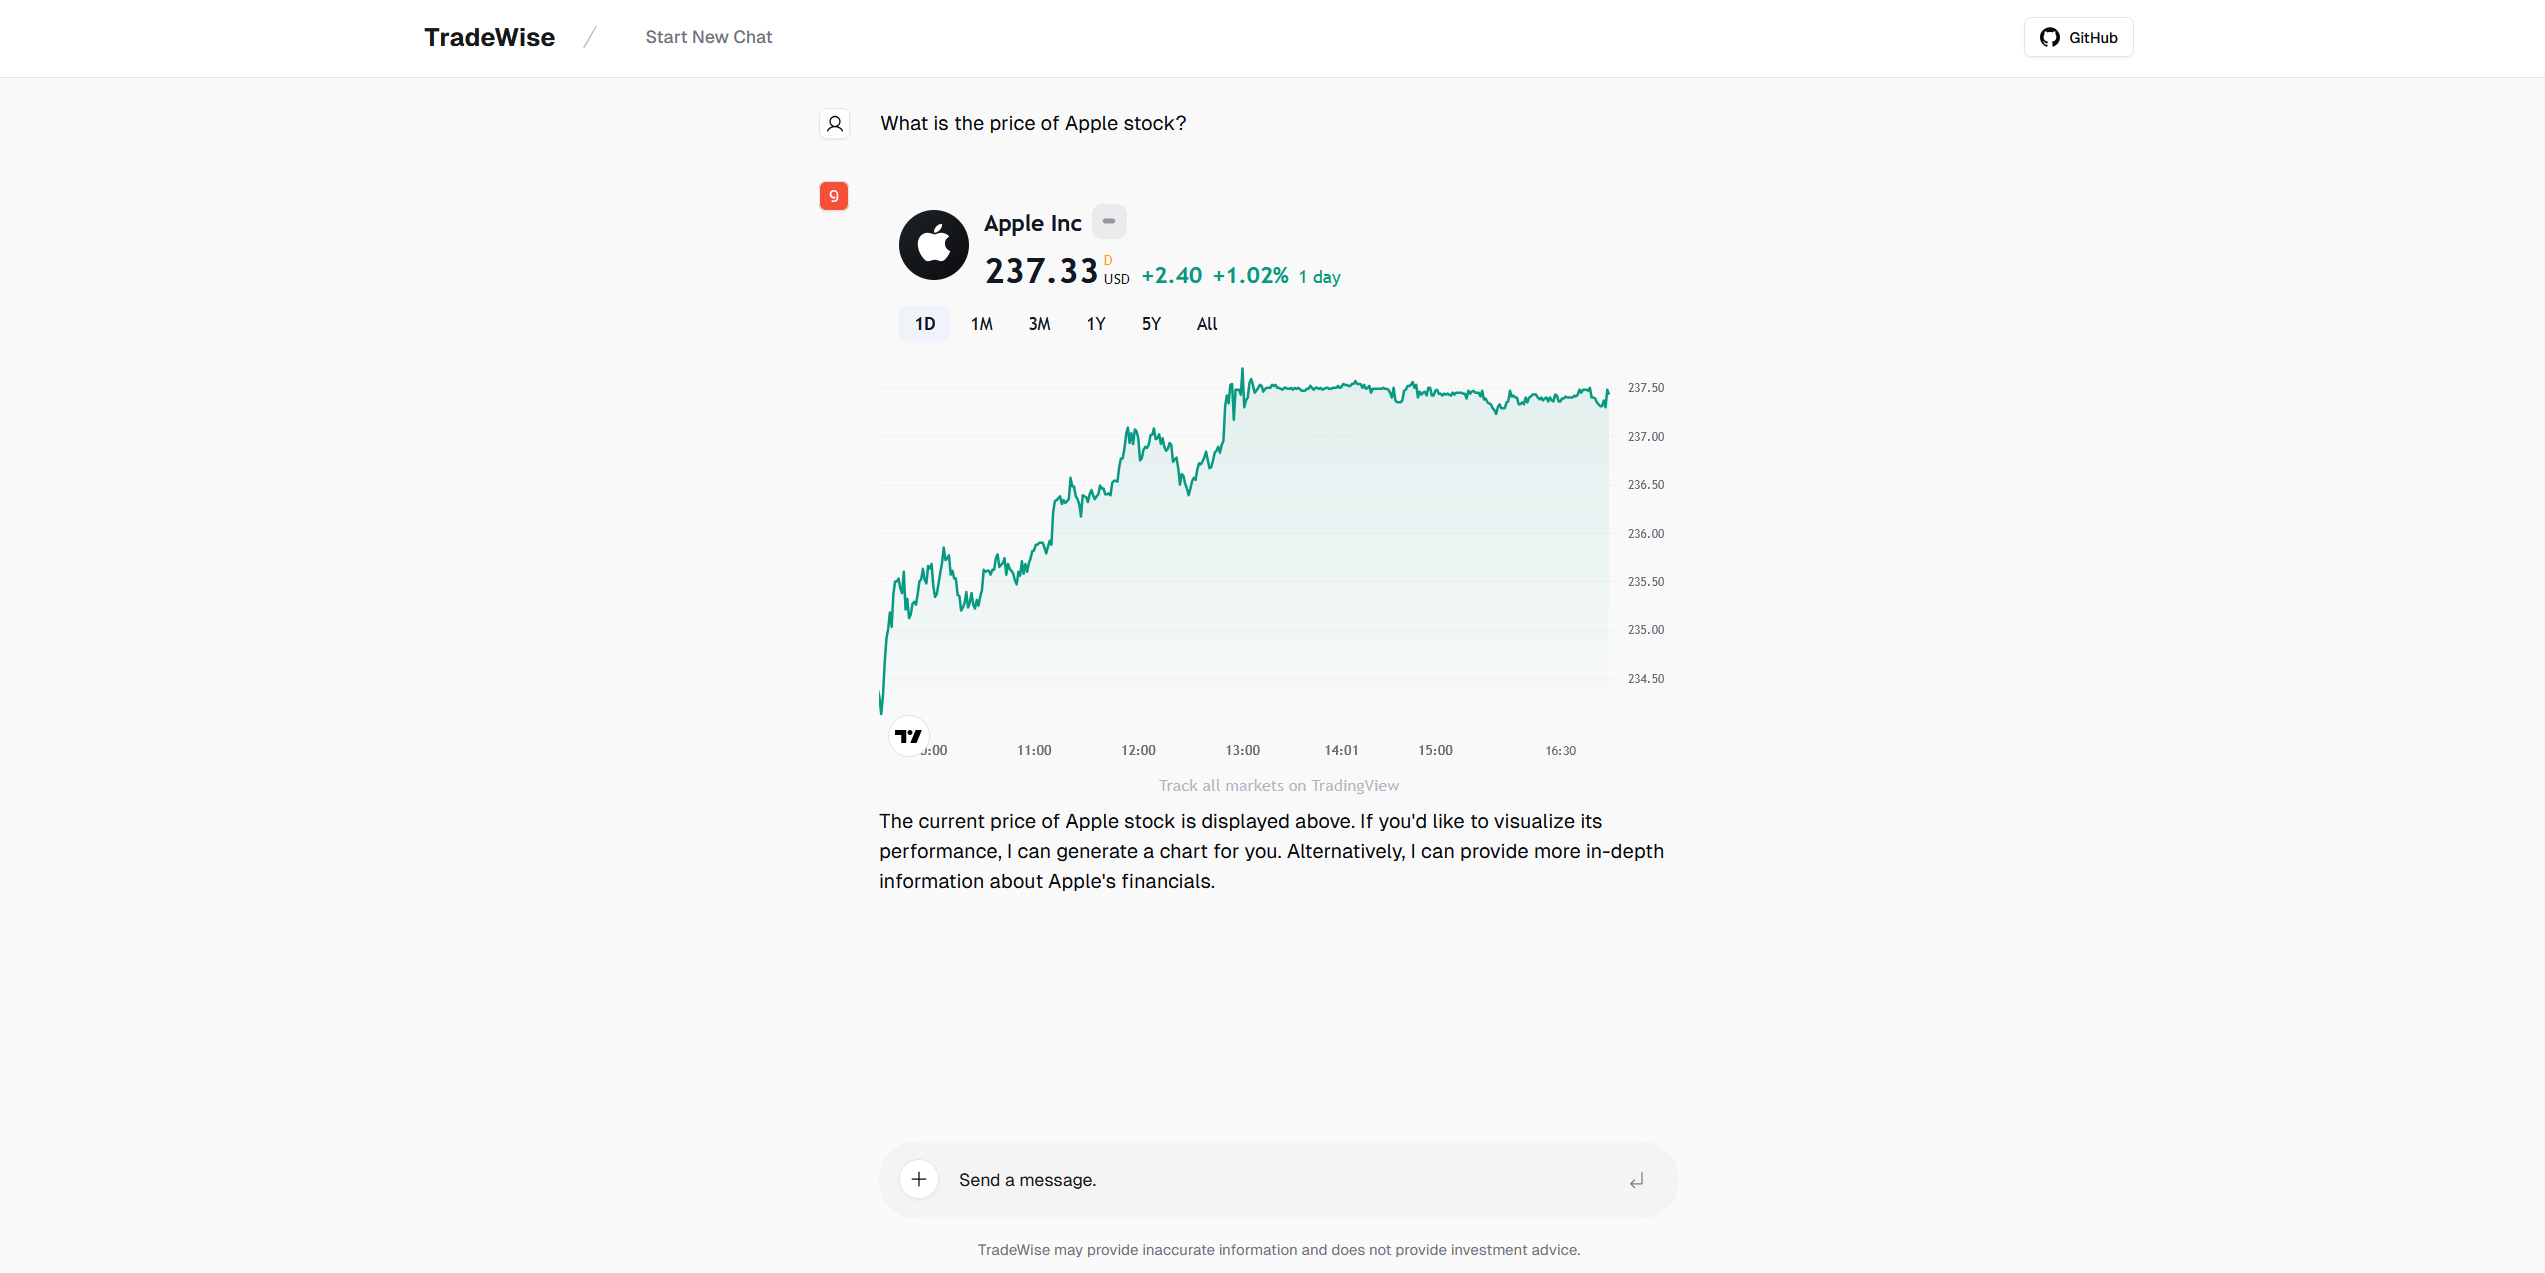 TradeWise / Start New Chat
GitHub
What is the price of Apple stock?
9
Apple Inc
237.33 D USD +2.40 +1.02% 1 day
1D 1M 3M 1Y 5Y All
237.50
237.00
236.50
236.00
235.50
235.00
234.50
:00 11:00 12:00 13:00 14:01 15:00 16:30
Track all markets on TradingView
The current price of Apple stock is displayed above. If you'd like to visualize its
performance, I can generate a chart for you. Alternatively, I can provide more in-depth
information about Apple's financials.
Send a message.
TradeWise may provide inaccurate information and does not provide investment advice.